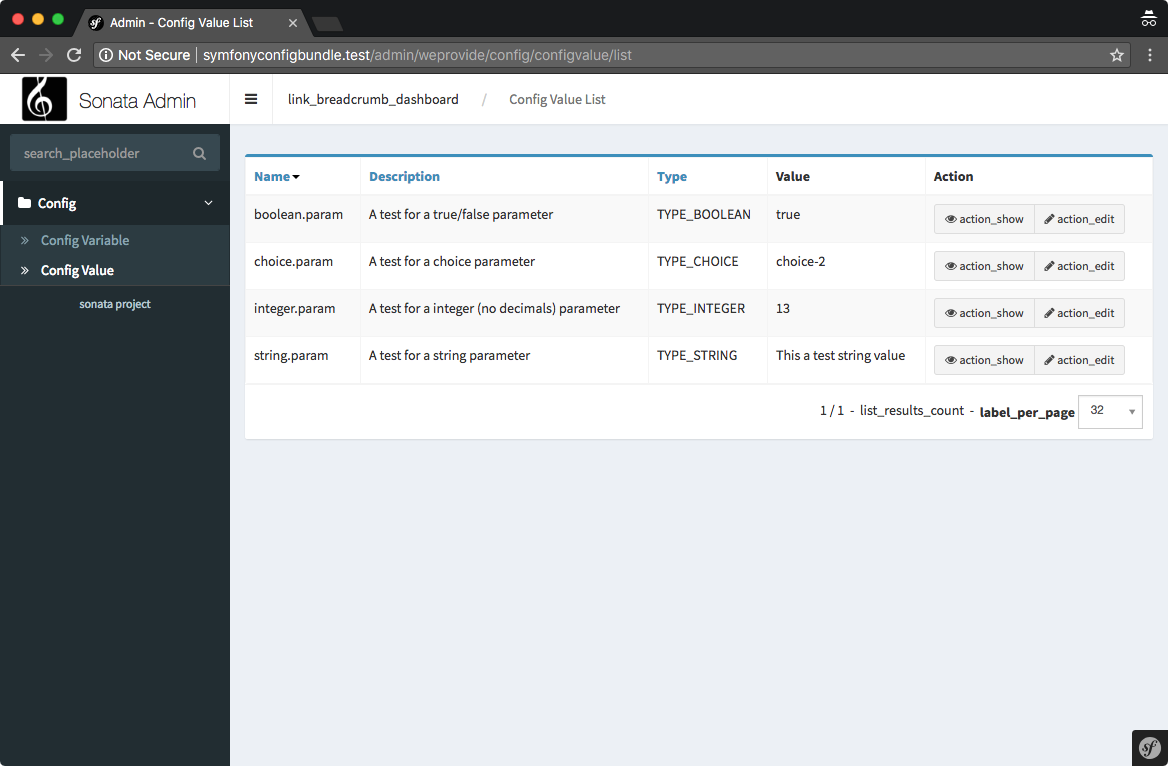 Admin - Config Value List
Not Secure symfonyconfigbundle.test/admin/weprovide/config/configvalue/list
Sonata Admin
link_breadcrumb_dashboard / Config Value List
search_placeholder
Config
Config Variable
Config Value
sonata project
Name Description Type Value Action
boolean.param A test for a true/false parameter TYPE_BOOLEAN true action_show action_edit
choice.param A test for a choice parameter TYPE_CHOICE choice-2 action_show action_edit
integer.param A test for a integer (no decimals) parameter TYPE_INTEGER 13 action_show action_edit
string.param A test for a string parameter TYPE_STRING This a test string value action_show action_edit
1 / 1 - list_results_count - label_per_page 32
sf